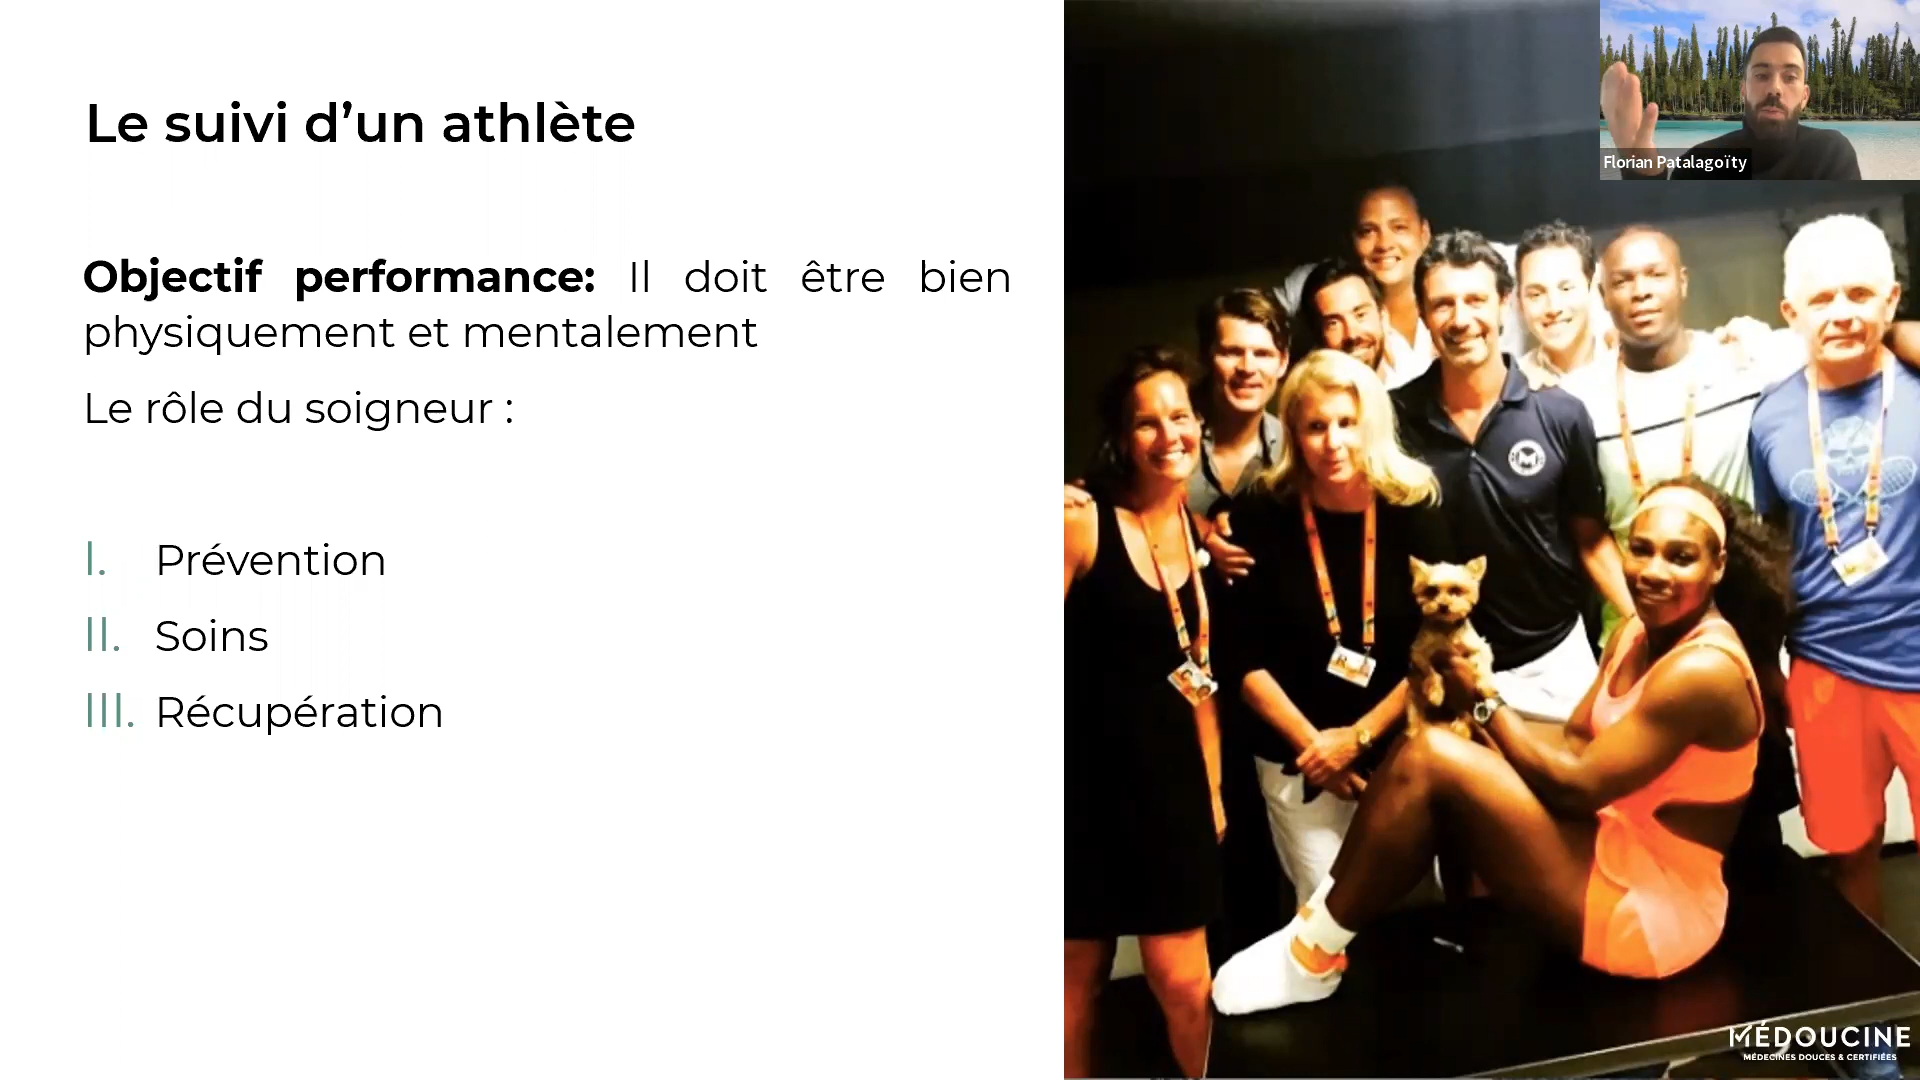 Le suivi d’un athlète
Objectif performance: Il doit être bien
physiquement et mentalement
Le rôle du soigneur :
I. Prévention
II. Soins
III. Récupération
Florian Patalagoïty
MÉDOUCINE
MÉDECINES DOUCES & CERTIFIÉES